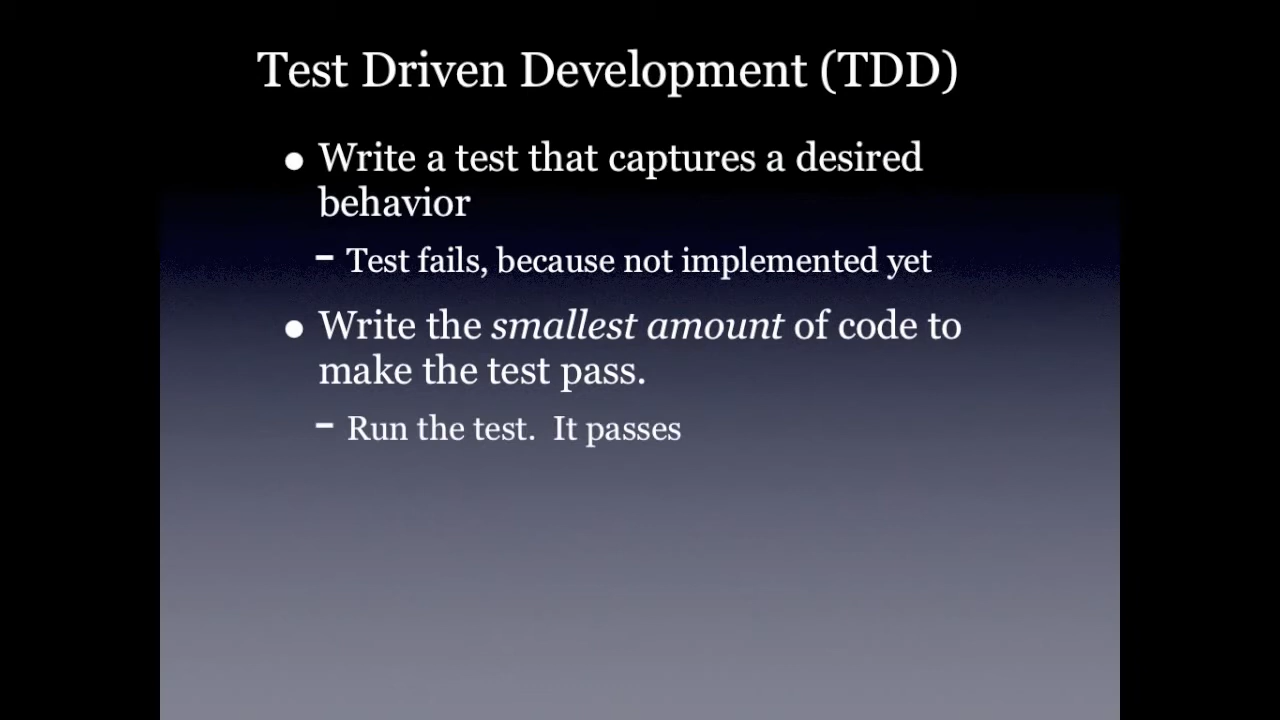 Test Driven Development (TDD)
• Write a test that captures a desired
behavior
– Test fails, because not implemented yet
• Write the smallest amount of code to
make the test pass.
– Run the test.  It passes